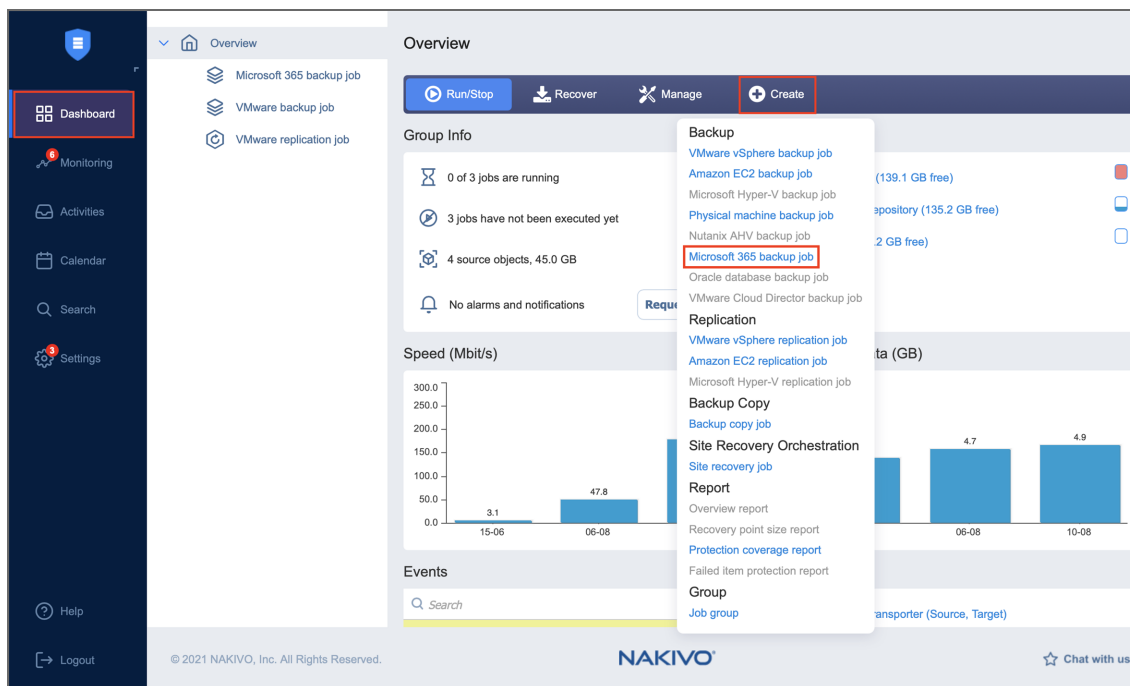 Dashboard
6
Monitoring
Activities
Calendar
Search
3
Settings
Help
Logout
Overview
Microsoft 365 backup job
VMware backup job
VMware replication job
Overview
Run/Stop
Recover
Manage
Create
Group Info
0 of 3 jobs are running
3 jobs have not been executed yet
4 source objects, 45.0 GB
No alarms and notifications
Backup
VMware vSphere backup job
Amazon EC2 backup job
Microsoft Hyper-V backup job
Physical machine backup job
Nutanix AHV backup job
Microsoft 365 backup job
Oracle database backup job
VMware Cloud Director backup job
Replication
VMware vSphere replication job
Amazon EC2 replication job
Microsoft Hyper-V replication job
Backup Copy
Backup copy job
Site Recovery Orchestration
Site recovery job
Report
Overview report
Recovery point size report
Protection coverage report
Failed item protection report
Group
Job group
(139.1 GB free)
(135.2 GB free)
GB free)
Speed (Mbit/s)
300.0
250.0
200.0
150.0
100.0
50.0
0.0
3.1
47.8
15-06
06-08
(GB)
4.7
4.9
06-08
10-08
Events
Search
(Source, Target)
© 2021 NAKIVO, Inc. All Rights Reserved.
NAKIVO
Chat with us